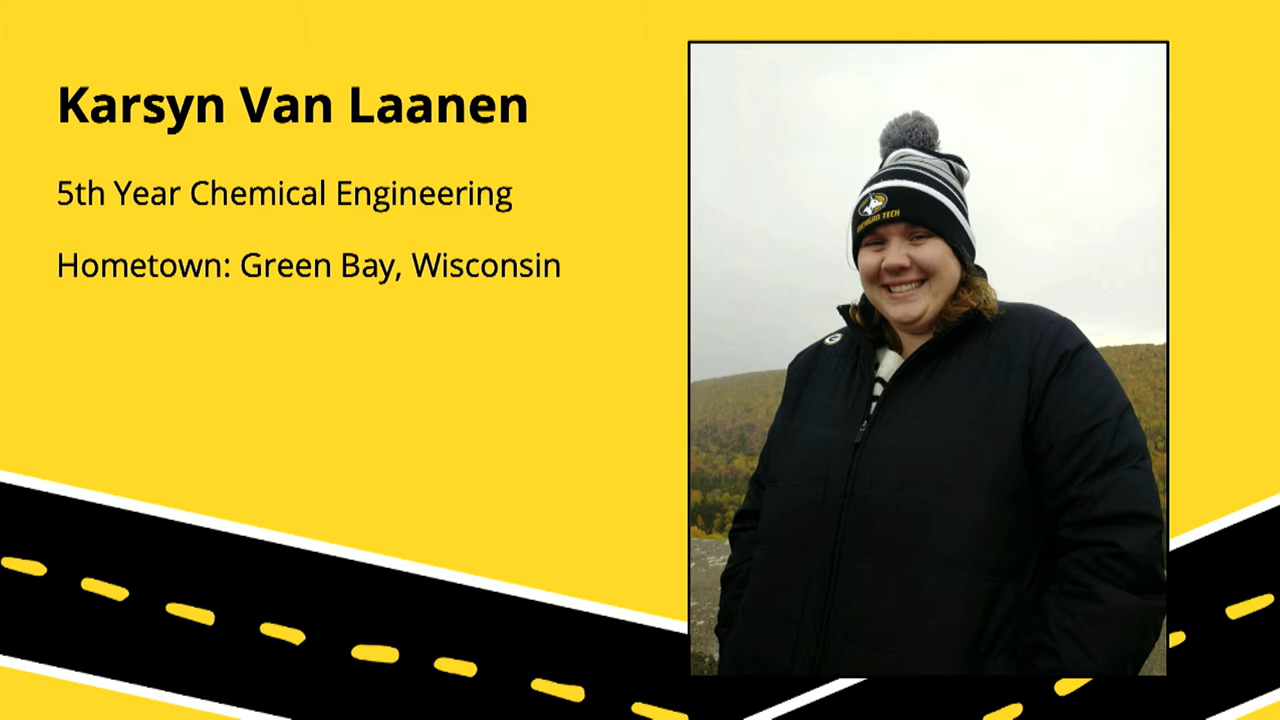 Karsyn Van Laanen
5th Year Chemical Engineering
Hometown: Green Bay, Wisconsin
MICHIGAN TECH
G